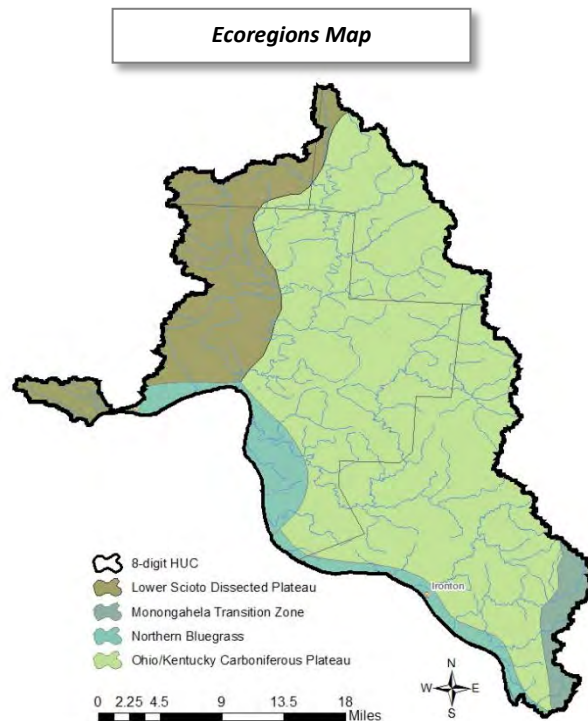 Ecoregions Map
Ironton
8-digit HUC
Lower Scioto Dissected Plateau
Monongahela Transition Zone
Northern Bluegrass
Ohio/Kentucky Carboniferous Plateau
N
W E
S
0 2.25 4.5 9 13.5 18
Miles